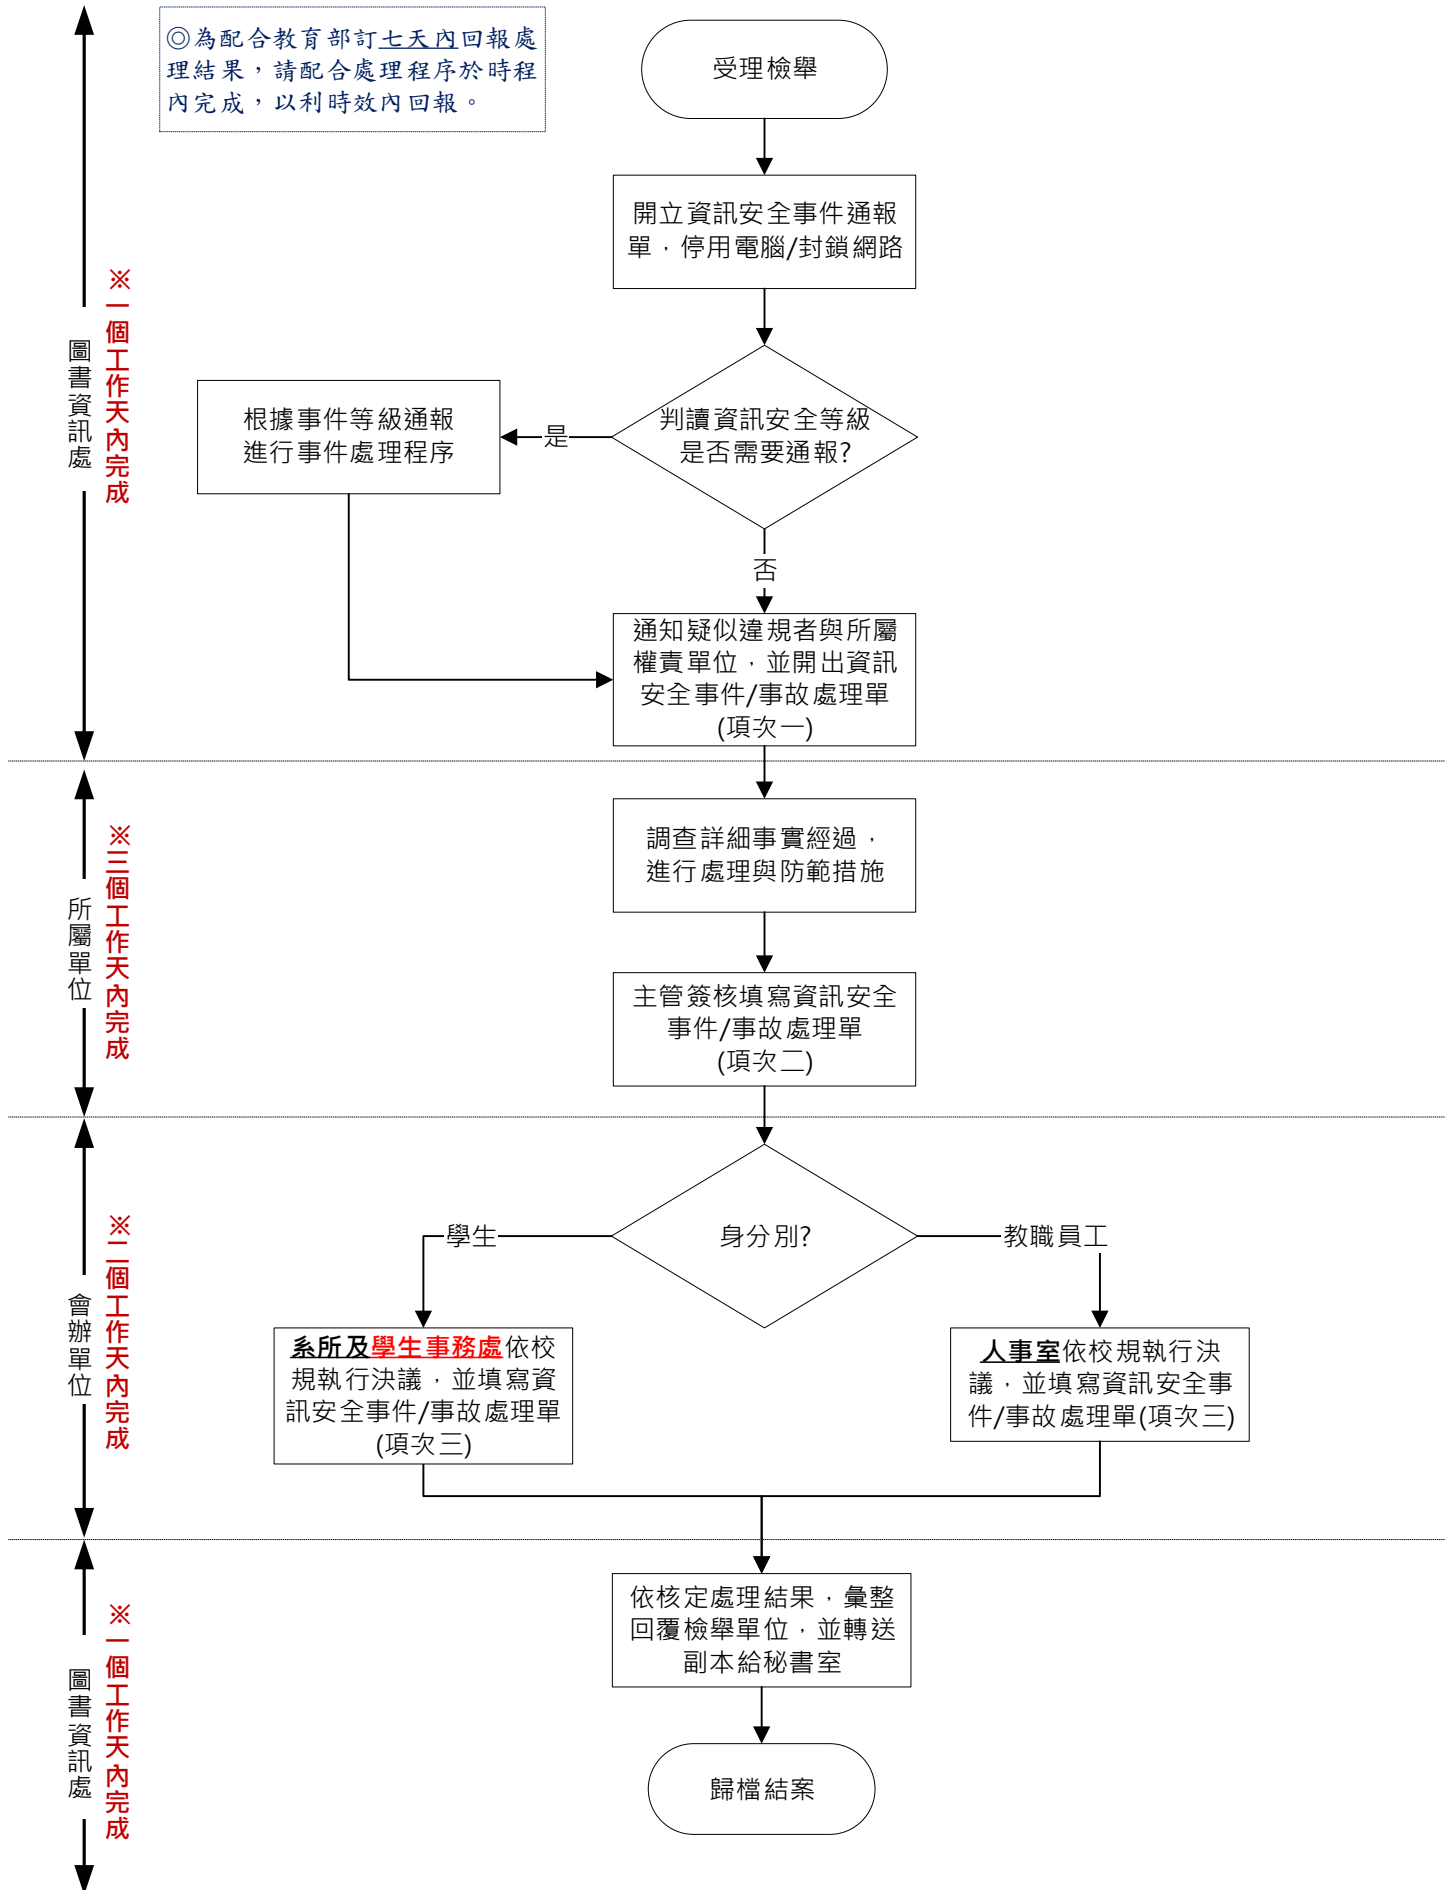 ◎為配合教育部訂七天內回報處
理結果，請配合處理程序於時程
內完成，以利時效內回報。
受理檢舉
開立資訊安全事件通報
單，停用電腦/封鎖網路
※一個工作天內完成
圖書資訊處
判讀資訊安全等級
是否需要通報?
是
根據事件等級通報
進行事件處理程序
否
通知疑似違規者與所屬
權責單位，並開出資訊
安全事件/事故處理單
(項次一)
※三個工作天內完成
所屬單位
調查詳細事實經過，
進行處理與防範措施
主管簽核填寫資訊安全
事件/事故處理單
(項次二)
※二個工作天內完成
會辦單位
身分別?
學生
教職員工
系所及學生事務處依校
規執行決議，並填寫資
訊安全事件/事故處理單
(項次三)
人事室依校規執行決
議，並填寫資訊安全事
件/事故處理單(項次三)
※一個工作天內完成
圖書資訊處
依核定處理結果，彙整
回覆檢舉單位，並轉送
副本給秘書室
歸檔結案